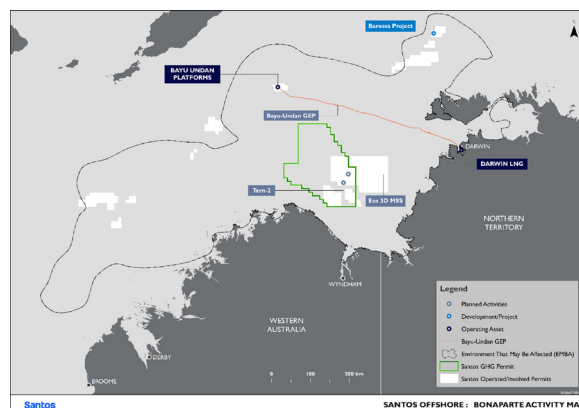 Barossa Project
BAYU UNDAN
PLATFORMS
Bayu-Undan GEP
DARWIN
DARWIN LNG
Tern-2
Eos 3D MSS
NORTHERN
TERRITORY
WYNDHAM
WESTERN
AUSTRALIA
DERBY
BROOME
0 100 200 km
Legend
Planned Activities
Development/Project
Operating Asset
Bayu-Undan GEP
Environment That May Be Affected (EMBA)
Santos GHG Permit
Santos Operated/Involved Permits
Santos
SANTOS OFFSHORE : BONAPARTE ACTIVITY MA